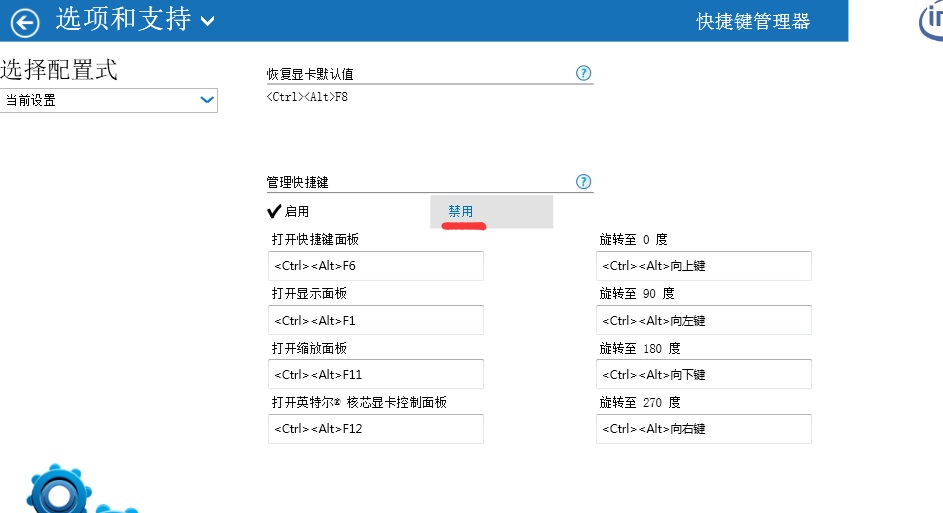 选项和支持
快捷键管理器
选择配置式
当前设置
恢复显卡默认值
<Ctrl><Alt>F8
管理快捷键
启用 禁用
打开快捷键面板
<Ctrl><Alt>F6
打开显示面板
<Ctrl><Alt>F1
打开缩放面板
<Ctrl><Alt>F11
打开英特尔® 核芯显卡控制面板
<Ctrl><Alt>F12
旋转至 0 度
<Ctrl><Alt>向上键
旋转至 90 度
<Ctrl><Alt>向左键
旋转至 180 度
<Ctrl><Alt>向下键
旋转至 270 度
<Ctrl><Alt>向右键